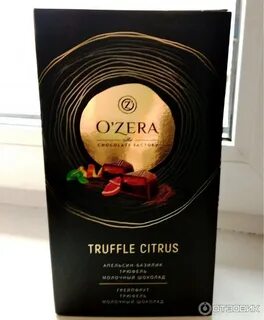 O'ZERA
CHOCOLATE FACTORY
TRUFFLE CITRUS
АПЕЛЬСИН-БАЗИЛИК
ТРЮФЕЛЬ
МОЛОЧНЫЙ ШОКОЛАД
ГРЕЙПФРУТ
ТРЮФЕЛЬ
МОЛОЧНЫЙ ШОКОЛАД
ОТЗОВИК